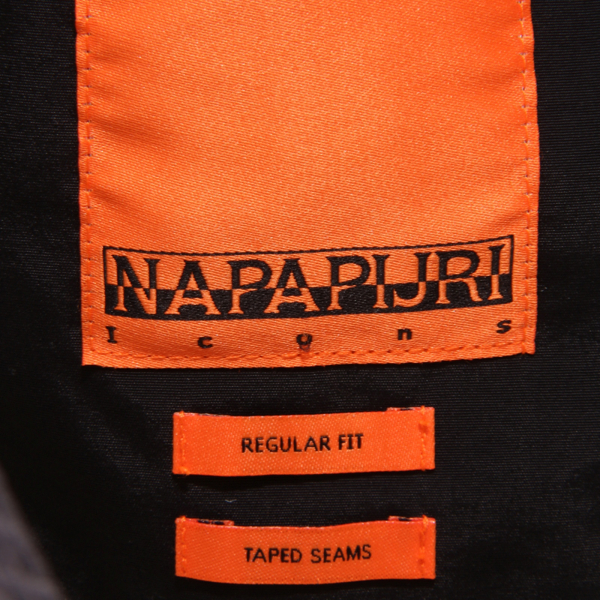 NAPAPIJRI
Icons
REGULAR FIT
TAPED SEAMS